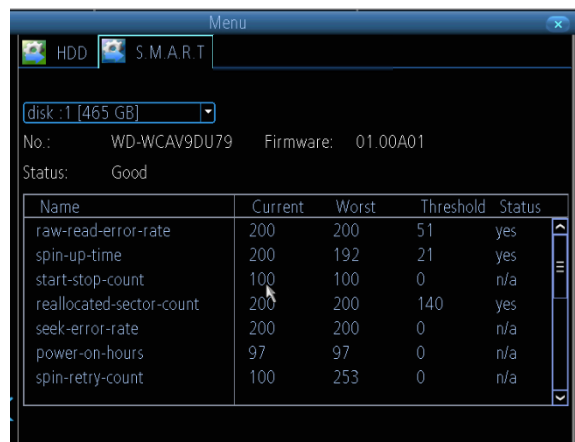 Menu
HDD S.M.A.R.T
disk :1 [465 GB]
No.: WD-WCAV9DU79 Firmware: 01.00A01
Status: Good
Name Current Worst Threshold Status
raw-read-error-rate 200 200 51 yes
spin-up-time 200 192 21 yes
start-stop-count 100 100 0 n/a
reallocated-sector-count 200 200 140 yes
seek-error-rate 200 200 0 n/a
power-on-hours 97 97 0 n/a
spin-retry-count 100 253 0 n/a